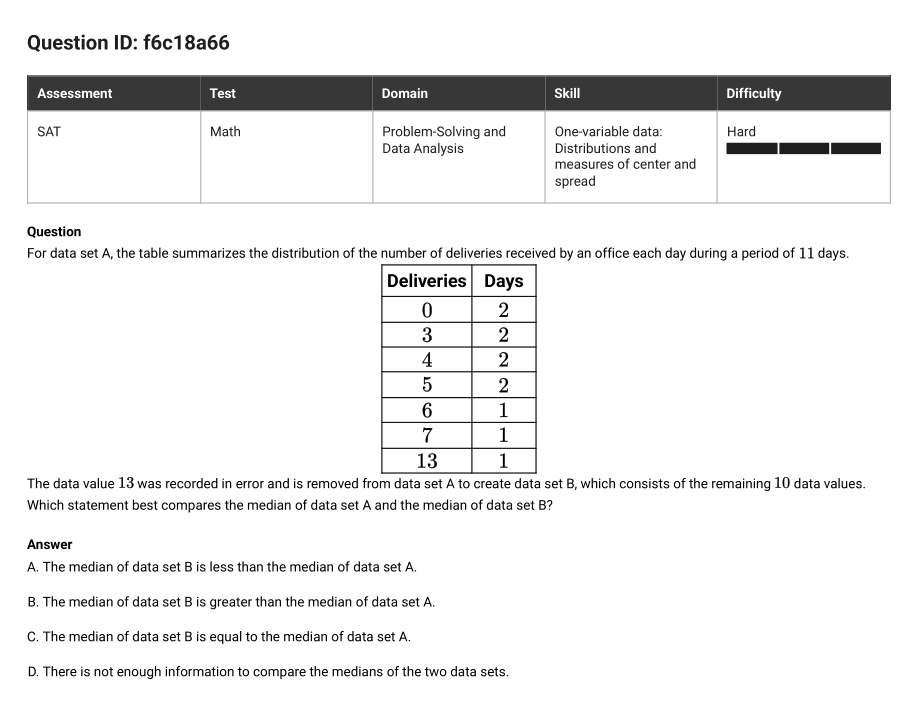 Question ID: f6c18a66
Assessment Test Domain Skill Difficulty
SAT Math Problem-Solving and Data Analysis One-variable data: Distributions and measures of center and spread Hard
Question
For data set A, the table summarizes the distribution of the number of deliveries received by an office each day during a period of 11 days.
Deliveries Days
0 2
3 2
4 2
5 2
6 1
7 1
13 1
The data value 13 was recorded in error and is removed from data set A to create data set B, which consists of the remaining 10 data values.
Which statement best compares the median of data set A and the median of data set B?
Answer
A. The median of data set B is less than the median of data set A.
B. The median of data set B is greater than the median of data set A.
C. The median of data set B is equal to the median of data set A.
D. There is not enough information to compare the medians of the two data sets.